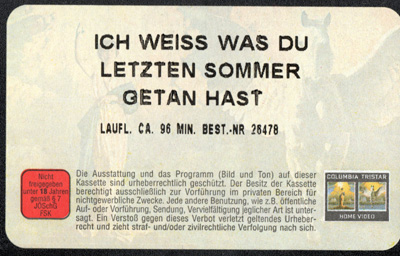 ICH WEISS WAS DU
LETZTEN SOMMER
GETAN HAST
LAUFL. CA. 96 MIN. BEST.-NR 26478
Nicht
freigegeben
unter 18 Jahren
gemäß § 7
JÖSchG
FSK
Die Ausstattung und das Programm (Bild und Ton) auf dieser
Kassette sind urheberrechtlich geschützt. Der Besitz der Kassette
berechtigt ausschließlich zur Vorführung im privaten Bereich für
nichtgewerbliche Zwecke. Jede andere Benutzung, wie z.B. öffentliche
Auf- oder Vorführung, Sendung, Vervielfältigung jeglicher Art ist unter-
sagt. Ein Verstoß gegen dieses Verbot verletzt geltendes Urheber-
recht und zieht straf- und/oder zivilrechtliche Verfolgung nach sich.
COLUMBIA TRISTAR
HOME VIDEO